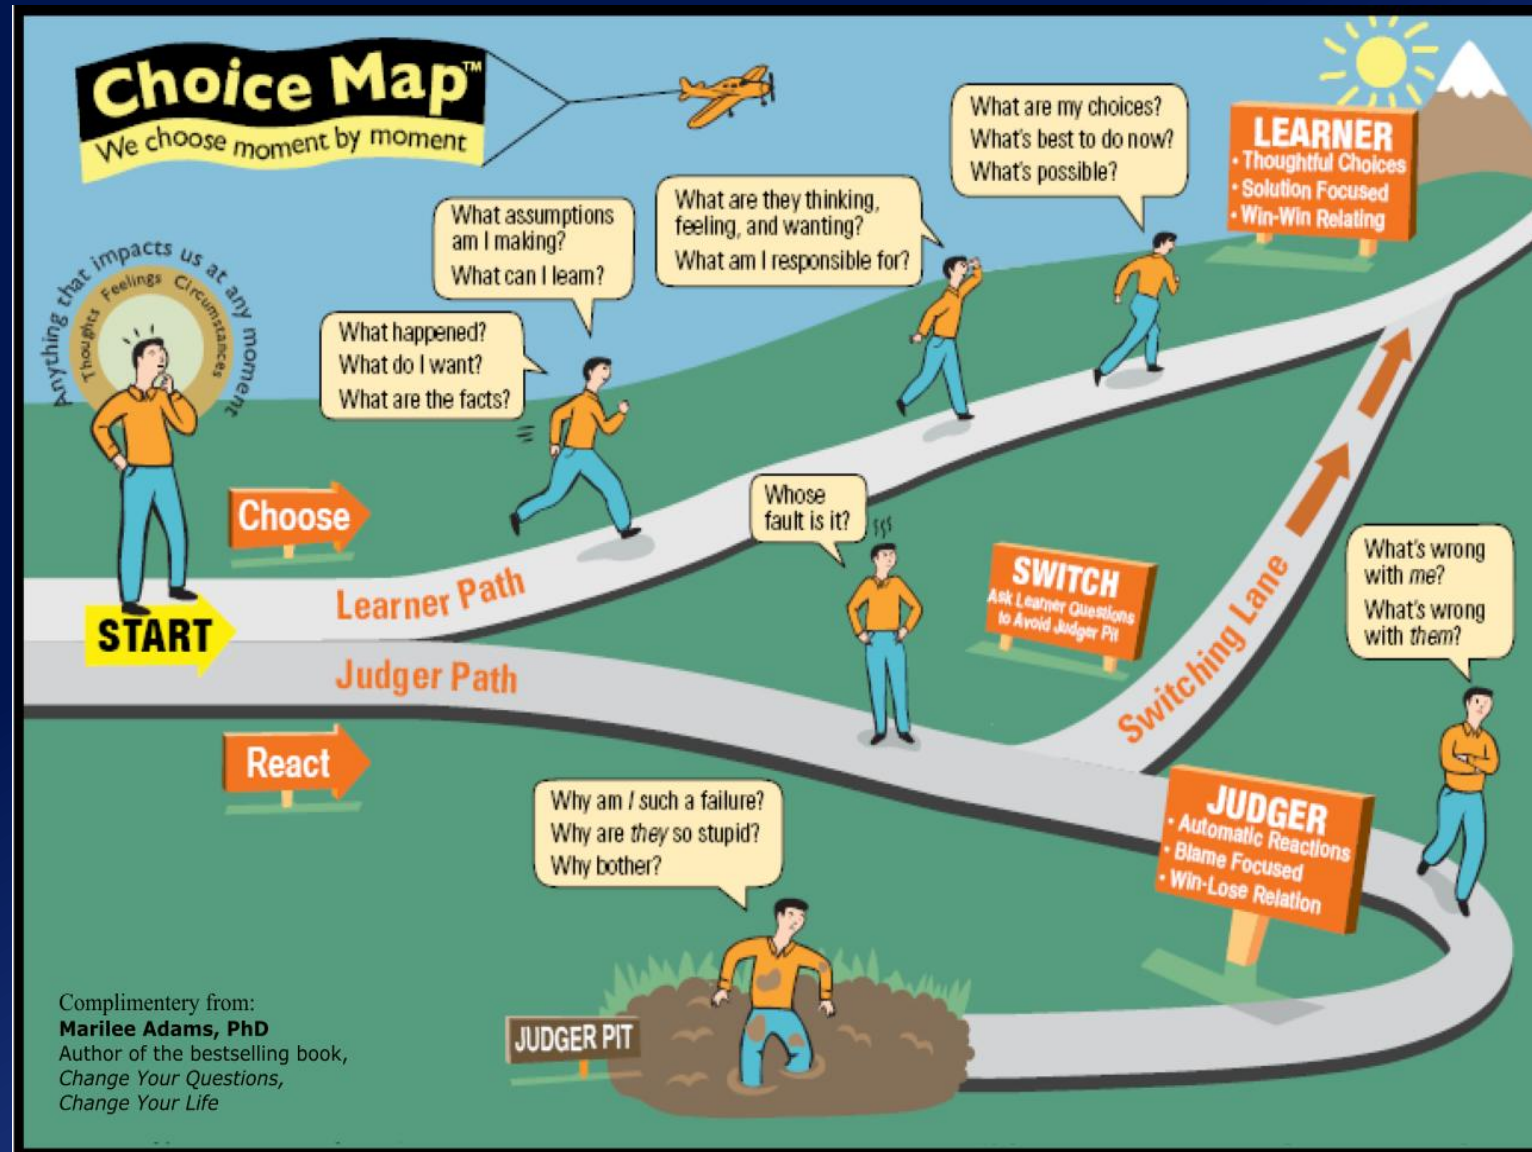 Choice Map™
We choose moment by moment
Anything that impacts us at any moment
Thoughts Feelings Circumstances
What happened?
What do I want?
What are the facts?
What assumptions
am I making?
What can I learn?
What are they thinking,
feeling, and wanting?
What am I responsible for?
What are my choices?
What's best to do now?
What's possible?
LEARNER
• Thoughtful Choices
• Solution Focused
• Win-Win Relating
Choose
START
Learner Path
Judger Path
React
Whose
fault is it?
SWITCH
Ask Learner Questions
to Avoid Judger Pit
Switching Lane
What's wrong
with me?
What's wrong
with them?
JUDGER
• Automatic Reactions
• Blame Focused
• Win-Lose Relation
Why am I such a failure?
Why are they so stupid?
Why bother?
JUDGER PIT
Complimentery from:
Marilee Adams, PhD
Author of the bestselling book,
Change Your Questions,
Change Your Life